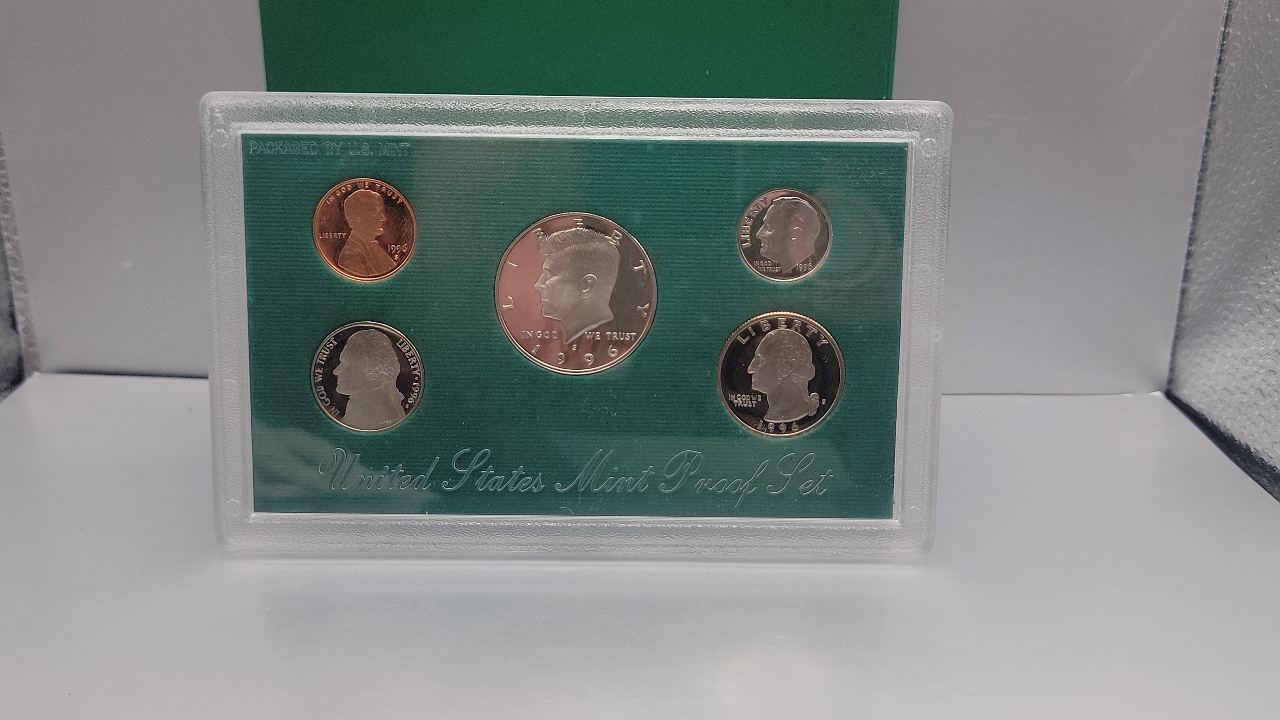 PACKAGED BY U.S. MINT
IN GOD WE TRUST
LIBERTY
1996
S
LIBERTY
IN GOD WE TRUST
S
1996
LIBERTY
IN GOD
WE TRUST
1996
IN GOD WE TRUST
LIBERTY · 1996
LIBERTY
IN GOD WE
TRUST
S
1996
United States Mint Proof Set